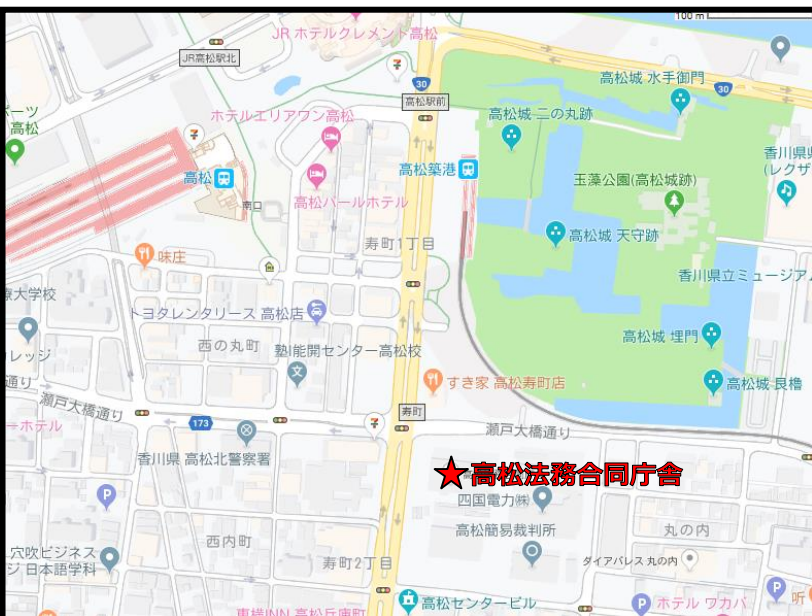 100 m
JR ホテルクレメント高松
JR高松駅北
高松城 水手御門
30
30
高松駅前
ホテルエリアワン高松
高松城 二の丸跡
高松
香川県
(レクザ
高松築港
高松
玉藻公園(高松城跡)
高松パールホテル
南口
寿町1丁目
高松城 天守跡
味庄
香川県立ミュージアム
大学校
トヨタレンタリース 高松店
西の丸町
塾!能開センター高松校
高松城 埋門
レッジ
通り
すき家 高松寿町店
高松城 艮櫓
瀬戸大橋通り
寿町
173
ーホテル
瀬戸大橋通り
香川県 高松北警察署
★高松法務合同庁舎
四国電力㈱
高松簡易裁判所
丸の内
西内町
穴吹ビジネス
ジ 日本語学科
寿町2丁目
ダイアパレス 丸の内
東横INN 高松兵庫町
高松センタービル
ホテル ワカバ